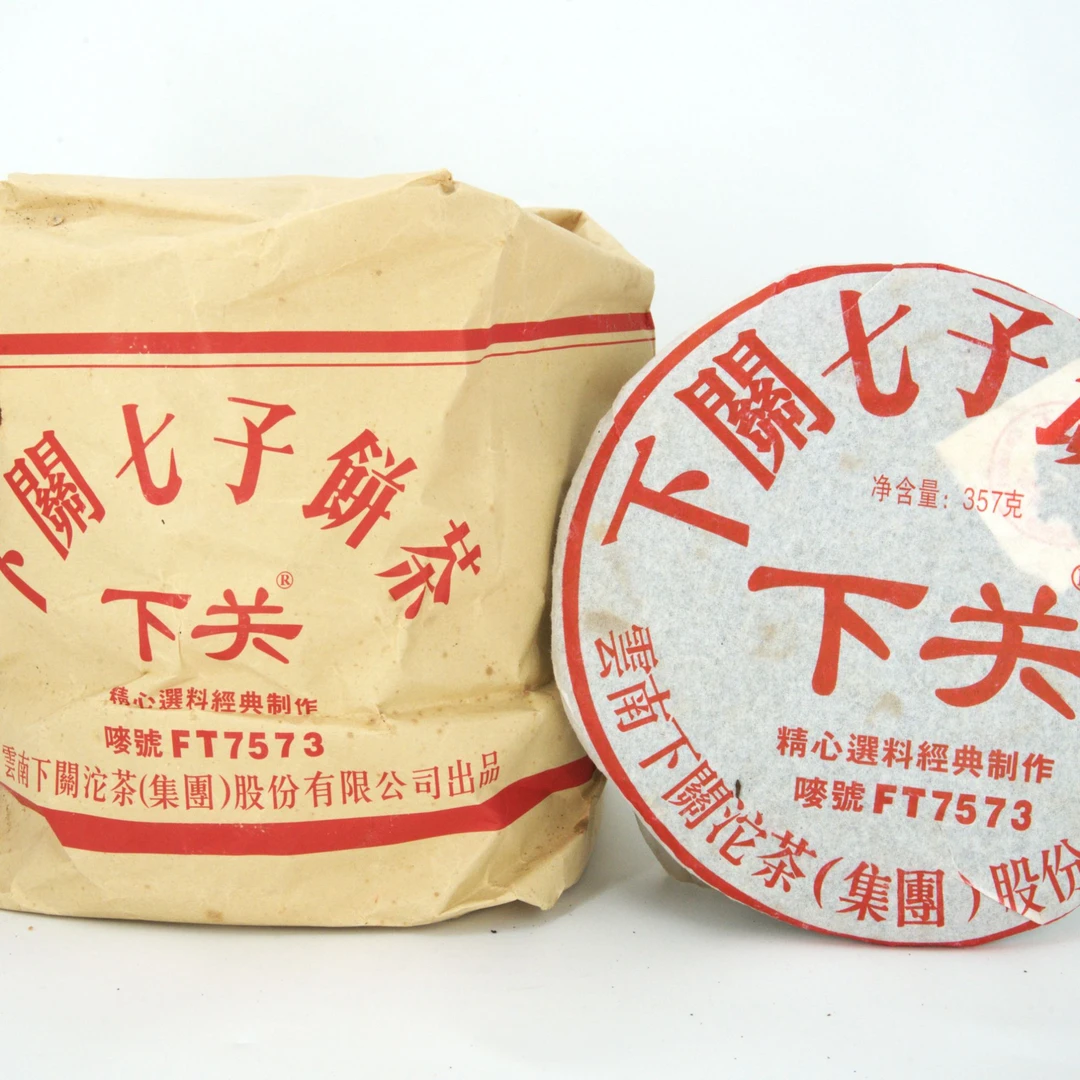 下關七子餅茶
下关®
精心選料經典制作
嘜號FT7573
雲南下關沱茶(集團)股份有限公司出品
下關七子
净含量：357克
下关
精心選料經典制作
嘜號FT7573
雲南下關沱茶(集團)股份